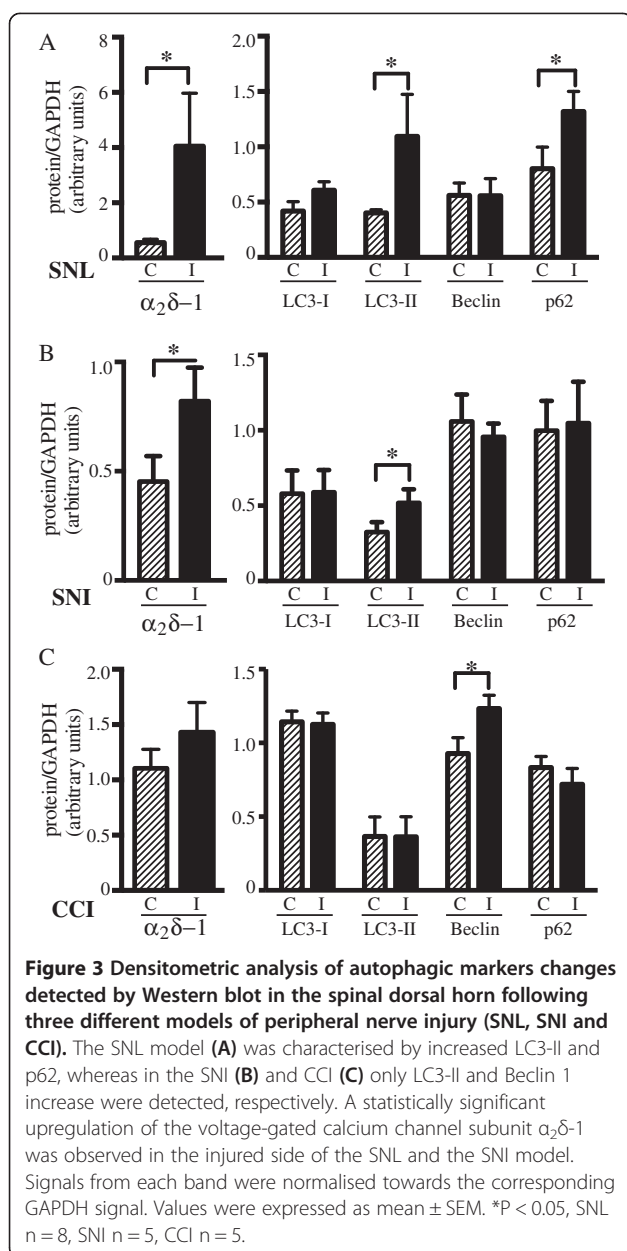 A
protein/GAPDH
(arbitrary units)
8
6
4
2
0
*
C I
α₂δ–1
2.0
1.5
1.0
0.5
0
*
*
C I C I C I C I
LC3-I LC3-II Beclin p62
SNL
B
protein/GAPDH
(arbitrary units)
1.0
0.5
0
*
C I
α₂δ–1
1.5
1.0
0.5
0
*
C I C I C I C I
LC3-I LC3-II Beclin p62
SNI
C
protein/GAPDH
(arbitrary units)
2.0
1.5
1.0
0.5
0
C I
α₂δ–1
1.5
1.0
0.5
0
*
C I C I C I C I
LC3-I LC3-II Beclin p62
CCI
Figure 3 Densitometric analysis of autophagic markers changes
detected by Western blot in the spinal dorsal horn following
three different models of peripheral nerve injury (SNL, SNI and
CCI). The SNL model (A) was characterised by increased LC3-II and
p62, whereas in the SNI (B) and CCI (C) only LC3-II and Beclin 1
increase were detected, respectively. A statistically significant
upregulation of the voltage-gated calcium channel subunit α₂δ-1
was observed in the injured side of the SNL and the SNI model.
Signals from each band were normalised towards the corresponding
GAPDH signal. Values were expressed as mean ± SEM. *P < 0.05, SNL
n = 8, SNI n = 5, CCI n = 5.